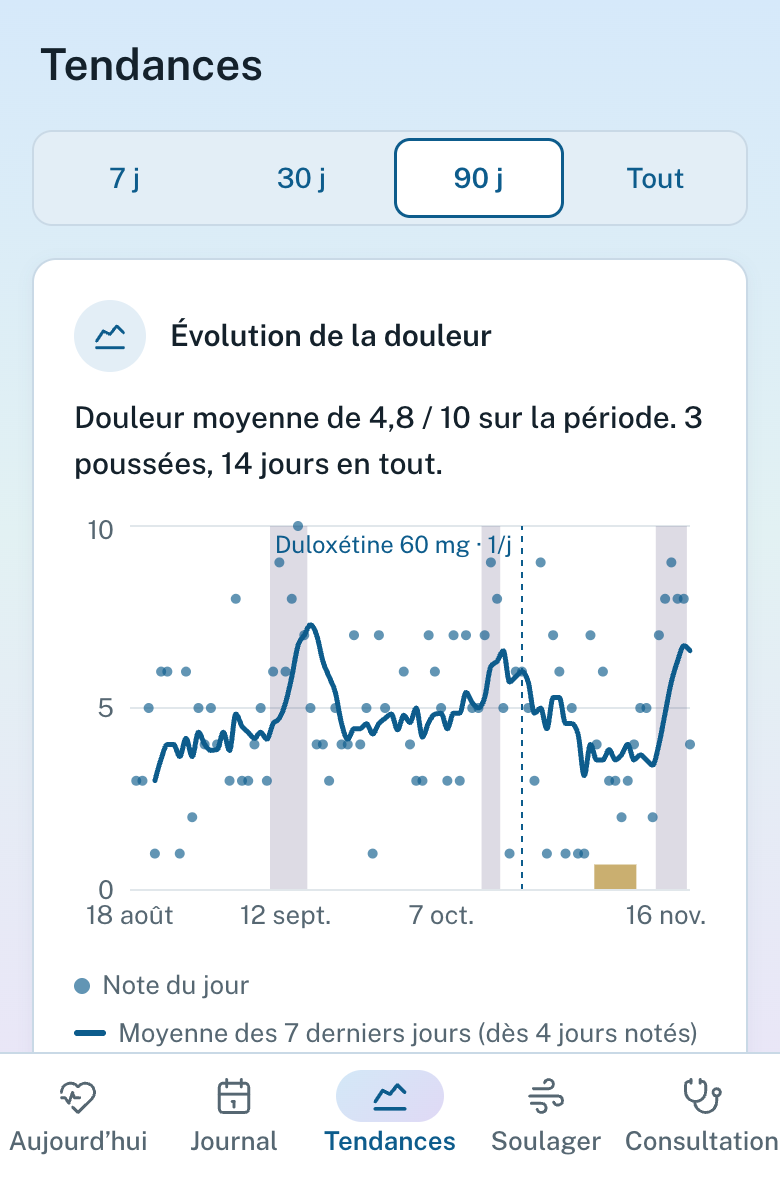 Tendances
7 j
30 j
90 j
Tout
Évolution de la douleur
Douleur moyenne de 4,8 / 10 sur la période. 3
poussées, 14 jours en tout.
10
Duloxétine 60 mg · 1/j
5
0
18 août
12 sept.
7 oct.
16 nov.
Note du jour
Moyenne des 7 derniers jours (dès 4 jours notés)
Aujourd’hui
Journal
Tendances
Soulager
Consultation